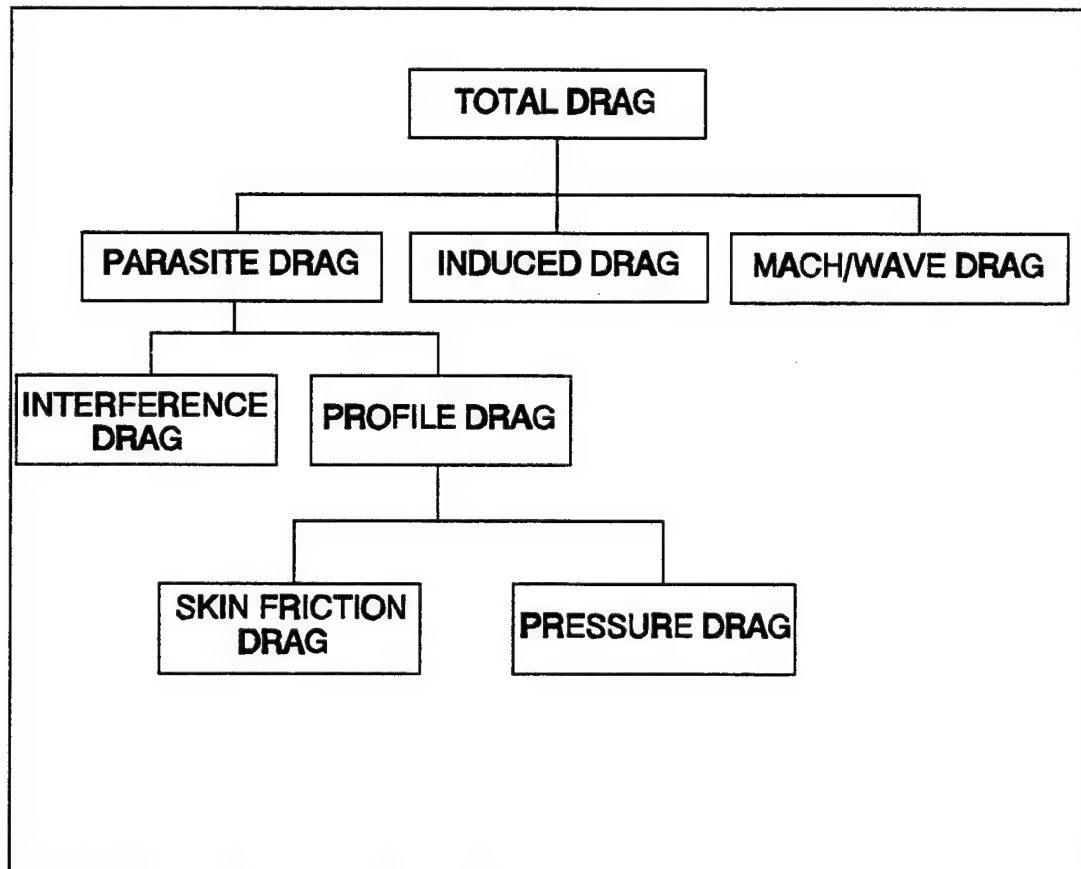 TOTAL DRAG
PARASITE DRAG
INDUCED DRAG
MACH/WAVE DRAG
INTERFERENCE
DRAG
PROFILE DRAG
SKIN FRICTION
DRAG
PRESSURE DRAG